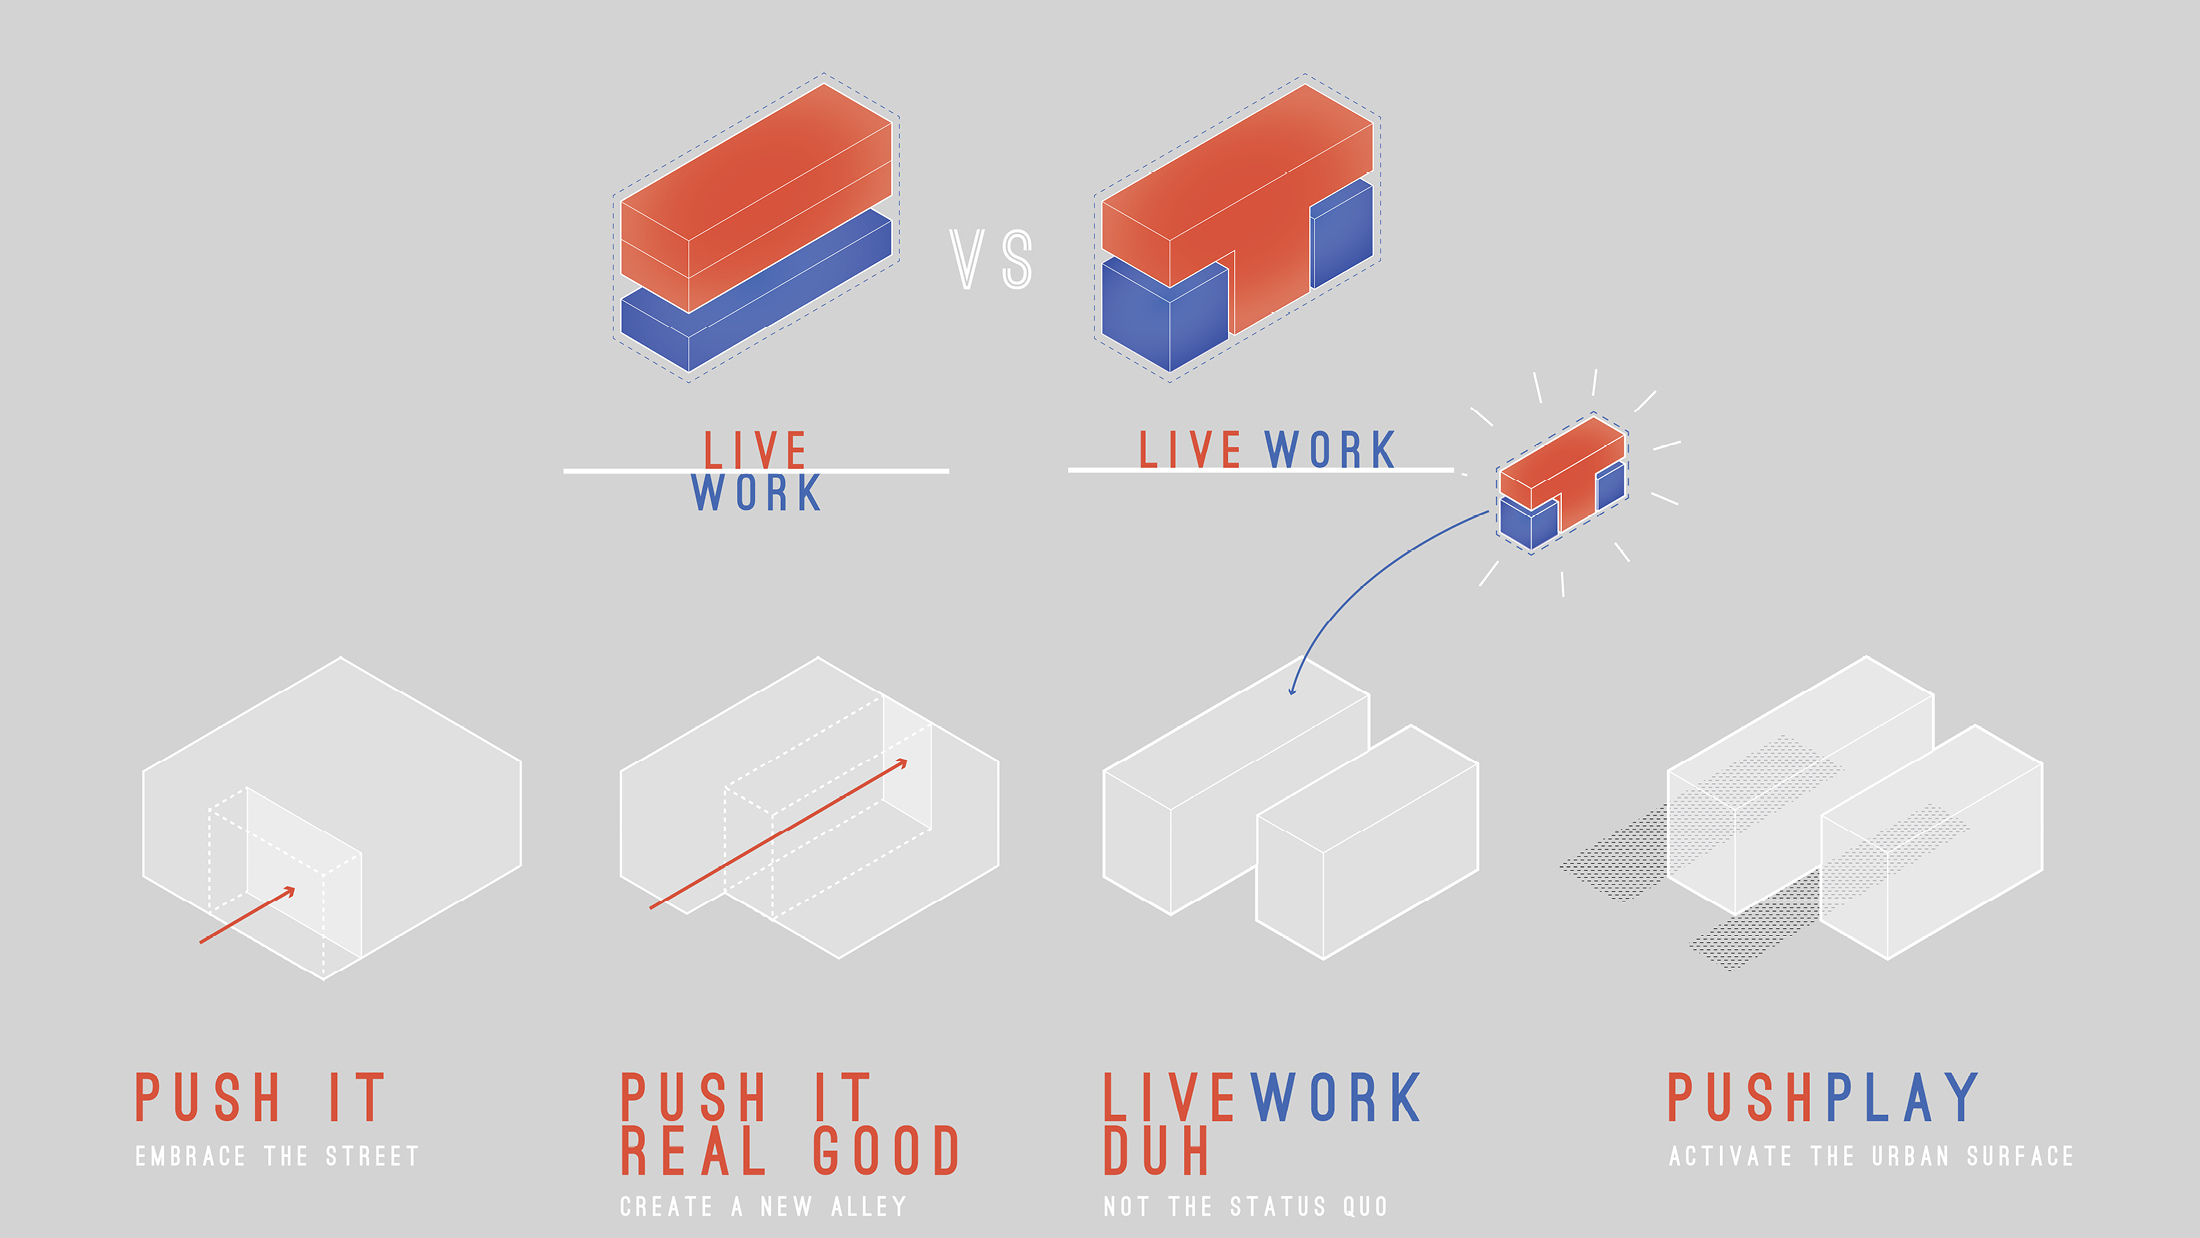 VS
LIVE
WORK
LIVE WORK
PUSH IT
EMBRACE THE STREET
PUSH IT
REAL GOOD
CREATE A NEW ALLEY
LIVEWORK
DUH
NOT THE STATUS QUO
PUSHPLAY
ACTIVATE THE URBAN SURFACE